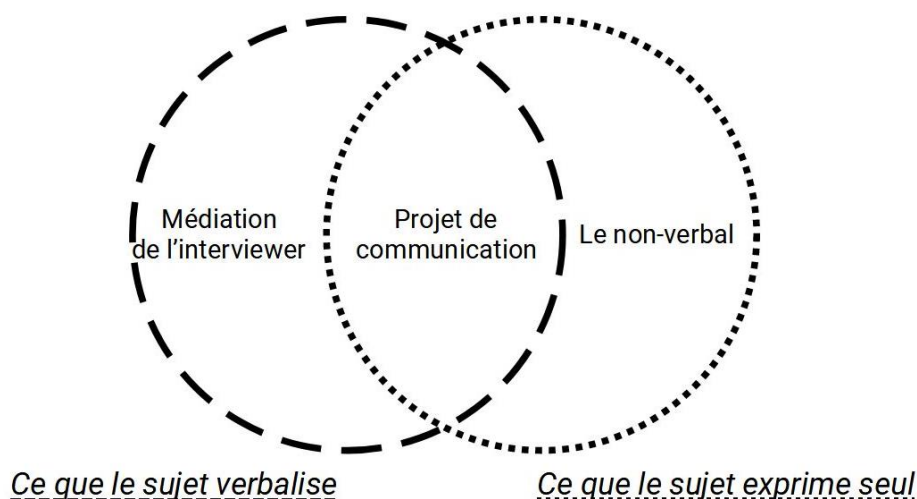 Médiation
de l'interviewer
Projet de
communication
Le non-verbal
Ce que le sujet verbalise
Ce que le sujet exprime seul